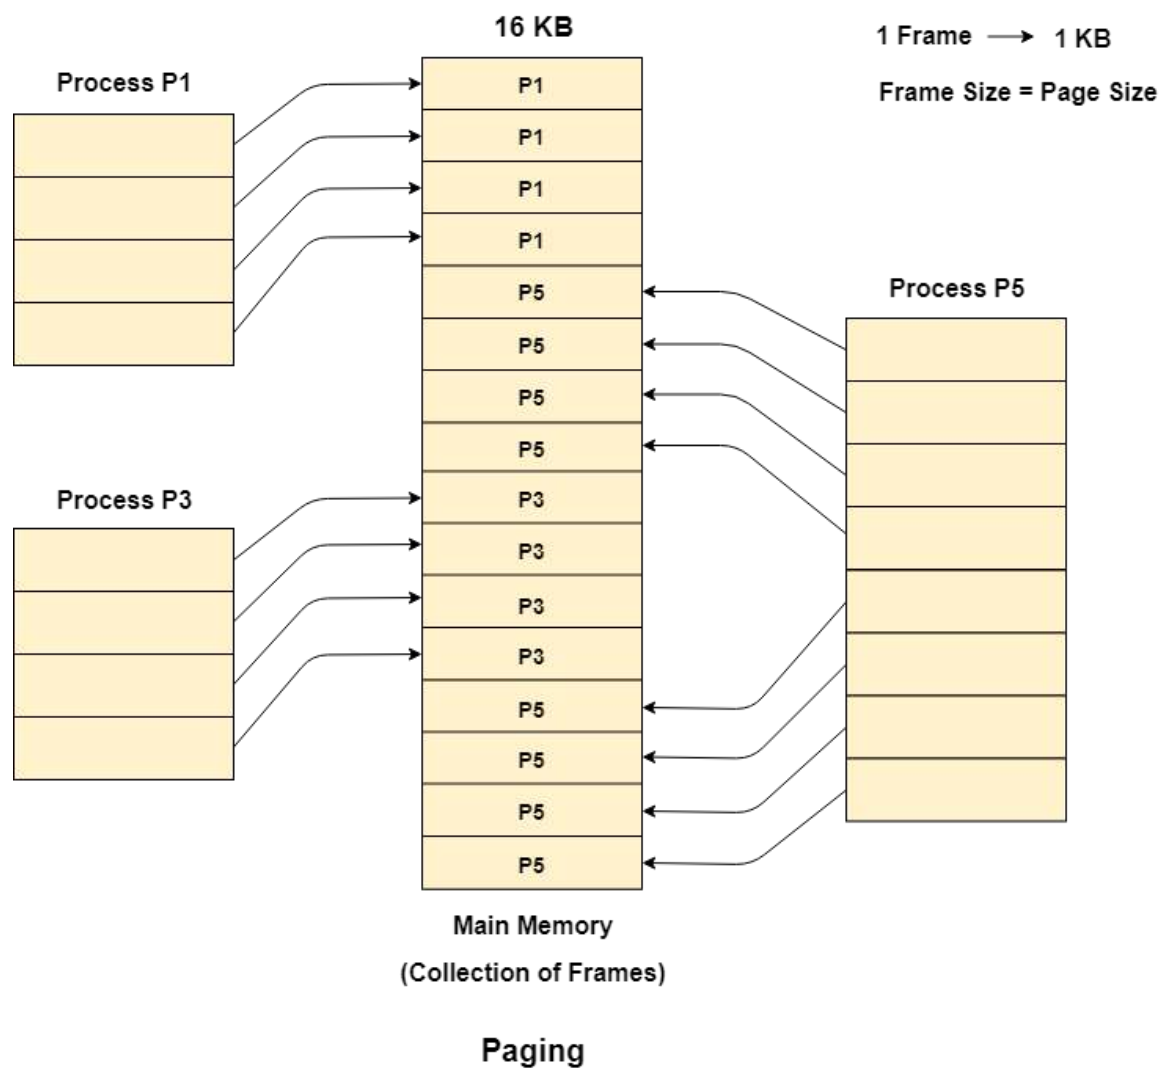 16 KB
1 Frame → 1 KB
Frame Size = Page Size
Process P1
P1
P1
P1
P1
P5
P5
P5
P5
P3
P3
P3
P3
P5
P5
P5
P5
Process P5
Process P3
Main Memory
(Collection of Frames)
Paging